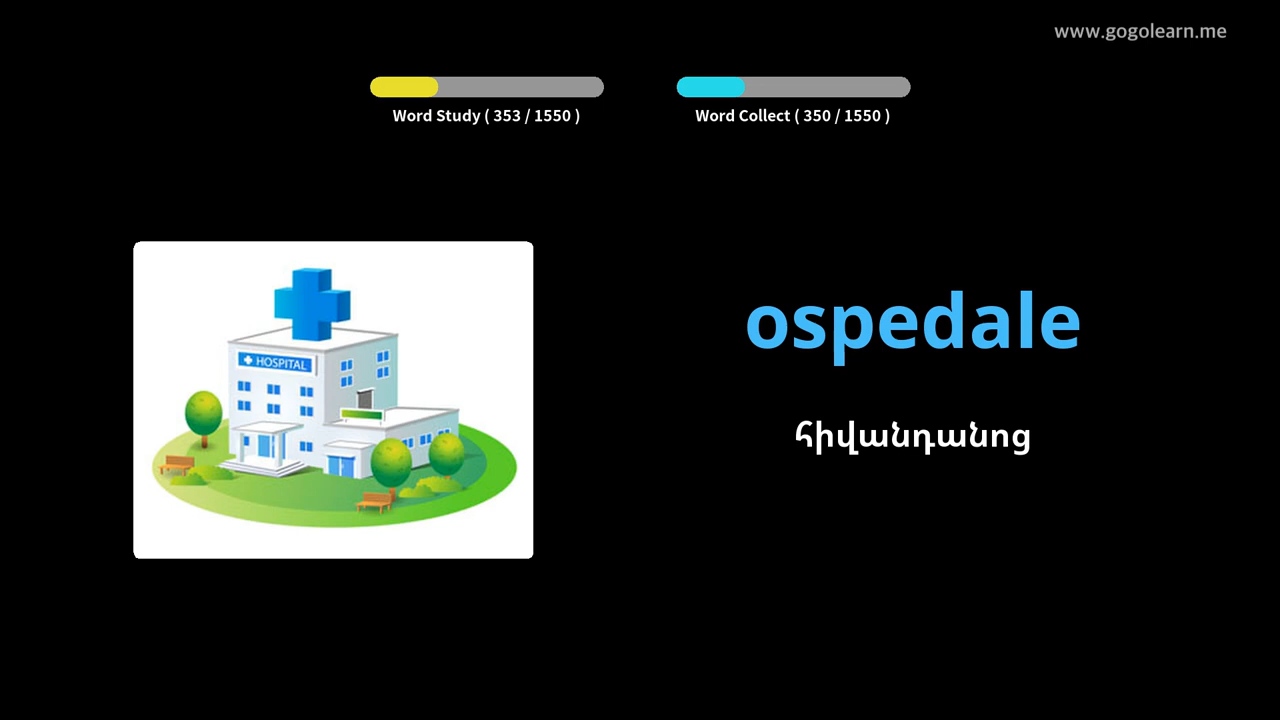 www.gogolearn.me
Word Study ( 353 / 1550 )
Word Collect ( 350 / 1550 )
HOSPITAL
ospedale
հիվանդանոց